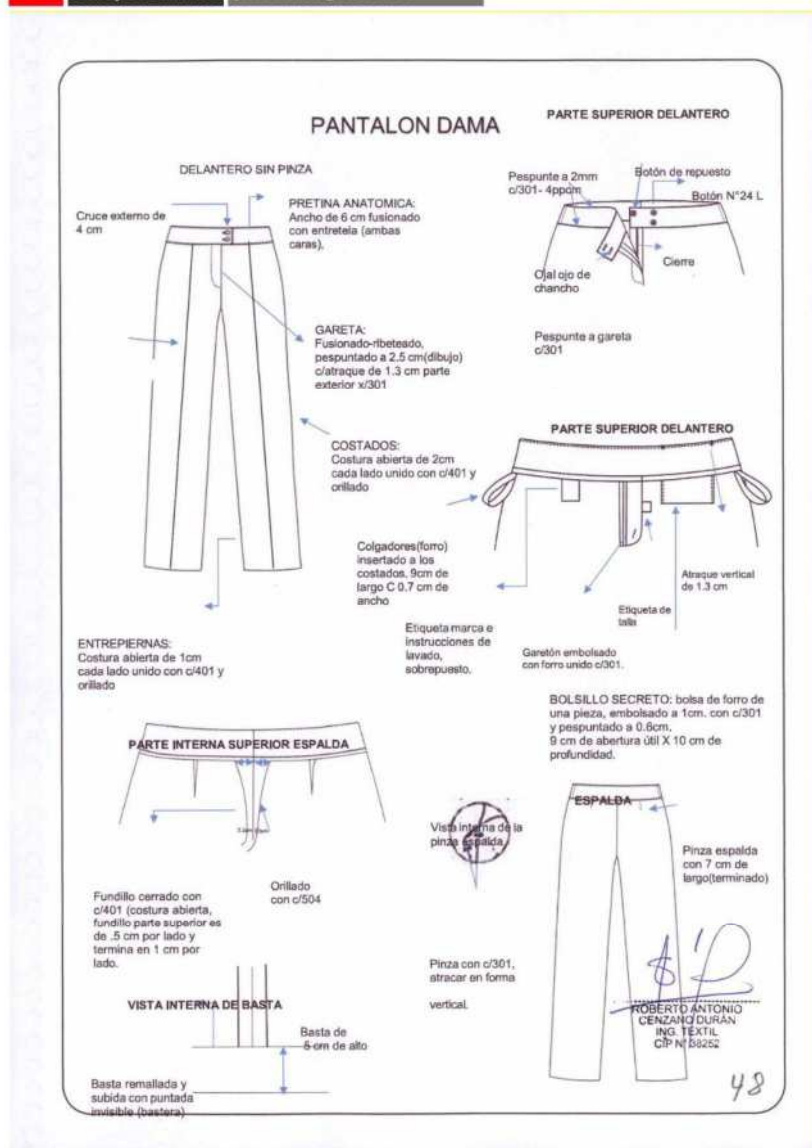 PANTALON DAMA
PARTE SUPERIOR DELANTERO
DELANTERO SIN PINZA
Cruce externo de
4 cm
PRETINA ANATOMICA:
Ancho de 6 cm fusionado
con entretela (ambas
caras).
Pespunte a 2mm
c/301- 4ppcm
Botón de repuesto
Botón N°24 L
Ojal ojo de
chancho
Cierre
GARETA:
Fusionado-ribeteado,
pespuntado a 2.5 cm(dibujo)
c/atraque de 1.3 cm parte
exterior x/301
Pespunte a gareta
c/301
COSTADOS:
Costura abierta de 2cm
cada lado unido con c/401 y
orillado
PARTE SUPERIOR DELANTERO
Colgadores(forro)
insertado a los
costados, 9cm de
largo C 0.7 cm de
ancho
Atraque vertical
de 1.3 cm
Etiqueta de
talla
Etiqueta marca e
instrucciones de
lavado,
sobrepuesto.
Garetón embolsado
con forro unido c/301.
ENTREPIERNAS:
Costura abierta de 1cm
cada lado unido con c/401 y
orillado
BOLSILLO SECRETO: bolsa de forro de
una pieza, embolsado a 1cm. con c/301
y pespuntado a 0.6cm.
9 cm de abertura útil X 10 cm de
profundidad.
PARTE INTERNA SUPERIOR ESPALDA
ESPALDA
Vista interna de la
pinza espalda
Pinza espalda
con 7 cm de
largo(terminado)
Fundillo cerrado con
c/401 (costura abierta,
fundillo parte superior es
de .5 cm por lado y
termina en 1 cm por
lado.
Orillado
con c/504
Pinza con c/301,
atracar en forma
vertical.
VISTA INTERNA DE BASTA
Basta de
5 cm de alto
Basta remallada y
subida con puntada
invisible (bastera)
ROBERTO ANTONIO
CENZANO DURÁN
ING. TEXTIL
CIP N° 38252
48